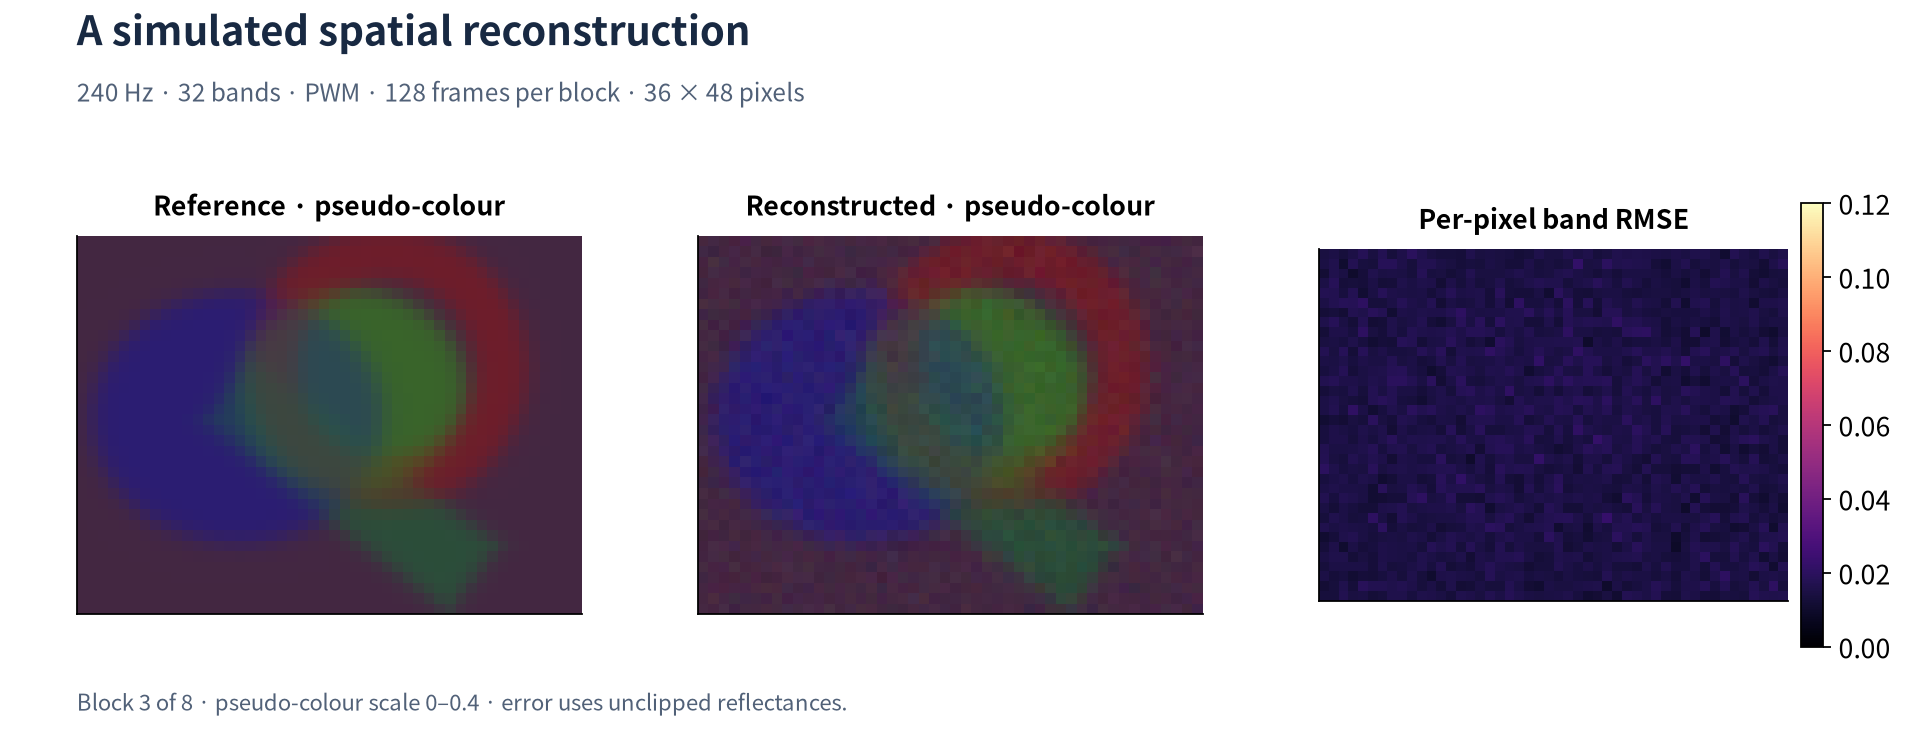 A simulated spatial reconstruction
240 Hz · 32 bands · PWM · 128 frames per block · 36 × 48 pixels
Reference · pseudo-colour
Reconstructed · pseudo-colour
Per-pixel band RMSE
0.12
0.10
0.08
0.06
0.04
0.02
0.00
Block 3 of 8 · pseudo-colour scale 0–0.4 · error uses unclipped reflectances.